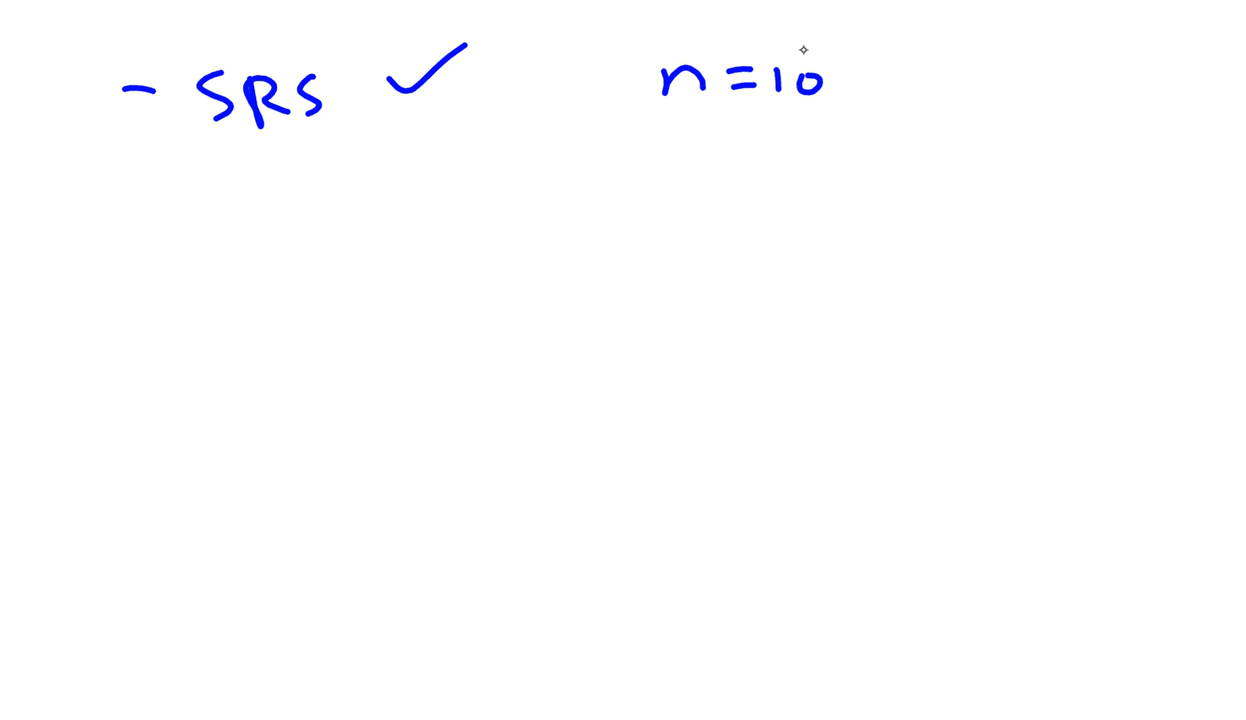 - SRS ✓ n = 10